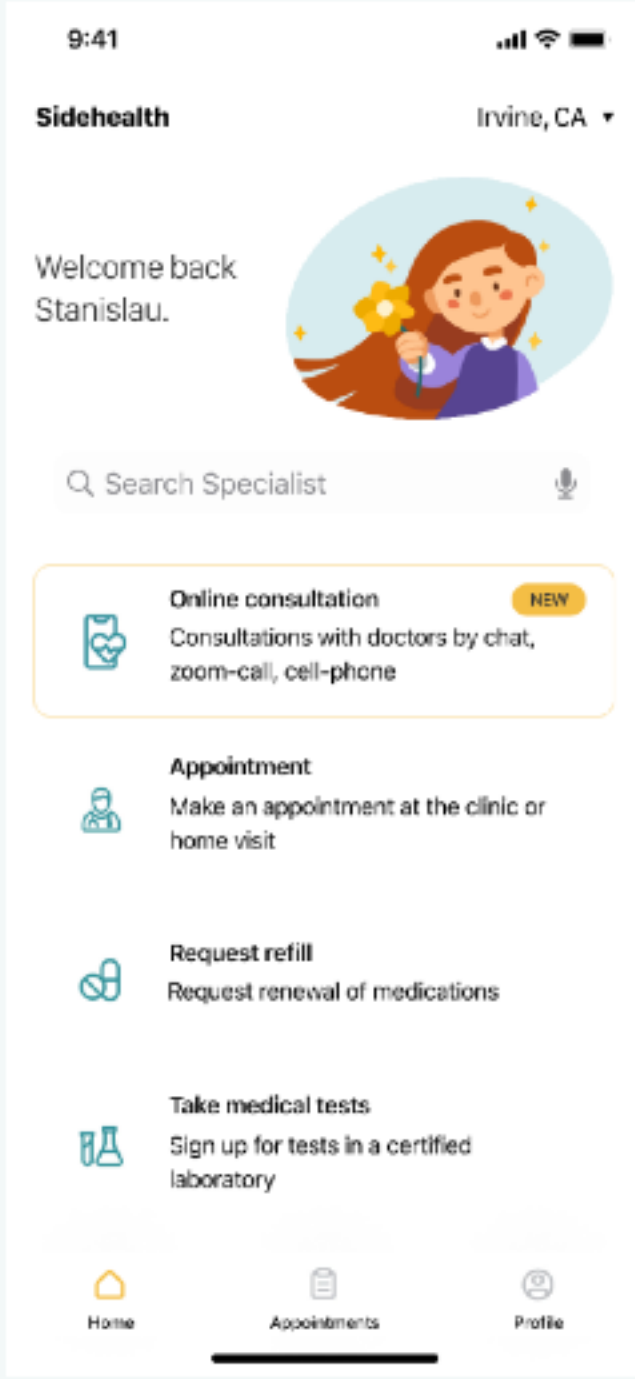 9:41
Sidehealth
Irvine, CA
Welcome back
Stanislau.
Search Specialist
Online consultation
NEW
Consultations with doctors by chat,
zoom-call, cell-phone
Appointment
Make an appointment at the clinic or
home visit
Request refill
Request renewal of medications
Take medical tests
Sign up for tests in a certified
laboratory
Home
Appointments
Profile